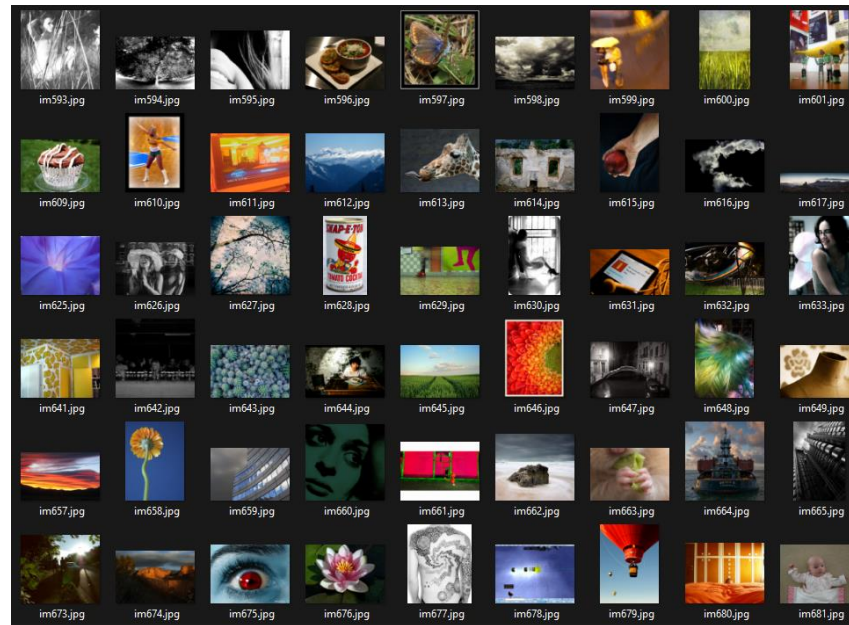 im593.jpg im594.jpg im595.jpg im596.jpg im597.jpg im598.jpg im599.jpg im600.jpg im601.jpg
im609.jpg im610.jpg im611.jpg im612.jpg im613.jpg im614.jpg im615.jpg im616.jpg im617.jpg
SNAP-E-TOM
TOMATO COCKTAIL
im625.jpg im626.jpg im627.jpg im628.jpg im629.jpg im630.jpg im631.jpg im632.jpg im633.jpg
im641.jpg im642.jpg im643.jpg im644.jpg im645.jpg im646.jpg im647.jpg im648.jpg im649.jpg
im657.jpg im658.jpg im659.jpg im660.jpg im661.jpg im662.jpg im663.jpg im664.jpg im665.jpg
im673.jpg im674.jpg im675.jpg im676.jpg im677.jpg im678.jpg im679.jpg im680.jpg im681.jpg